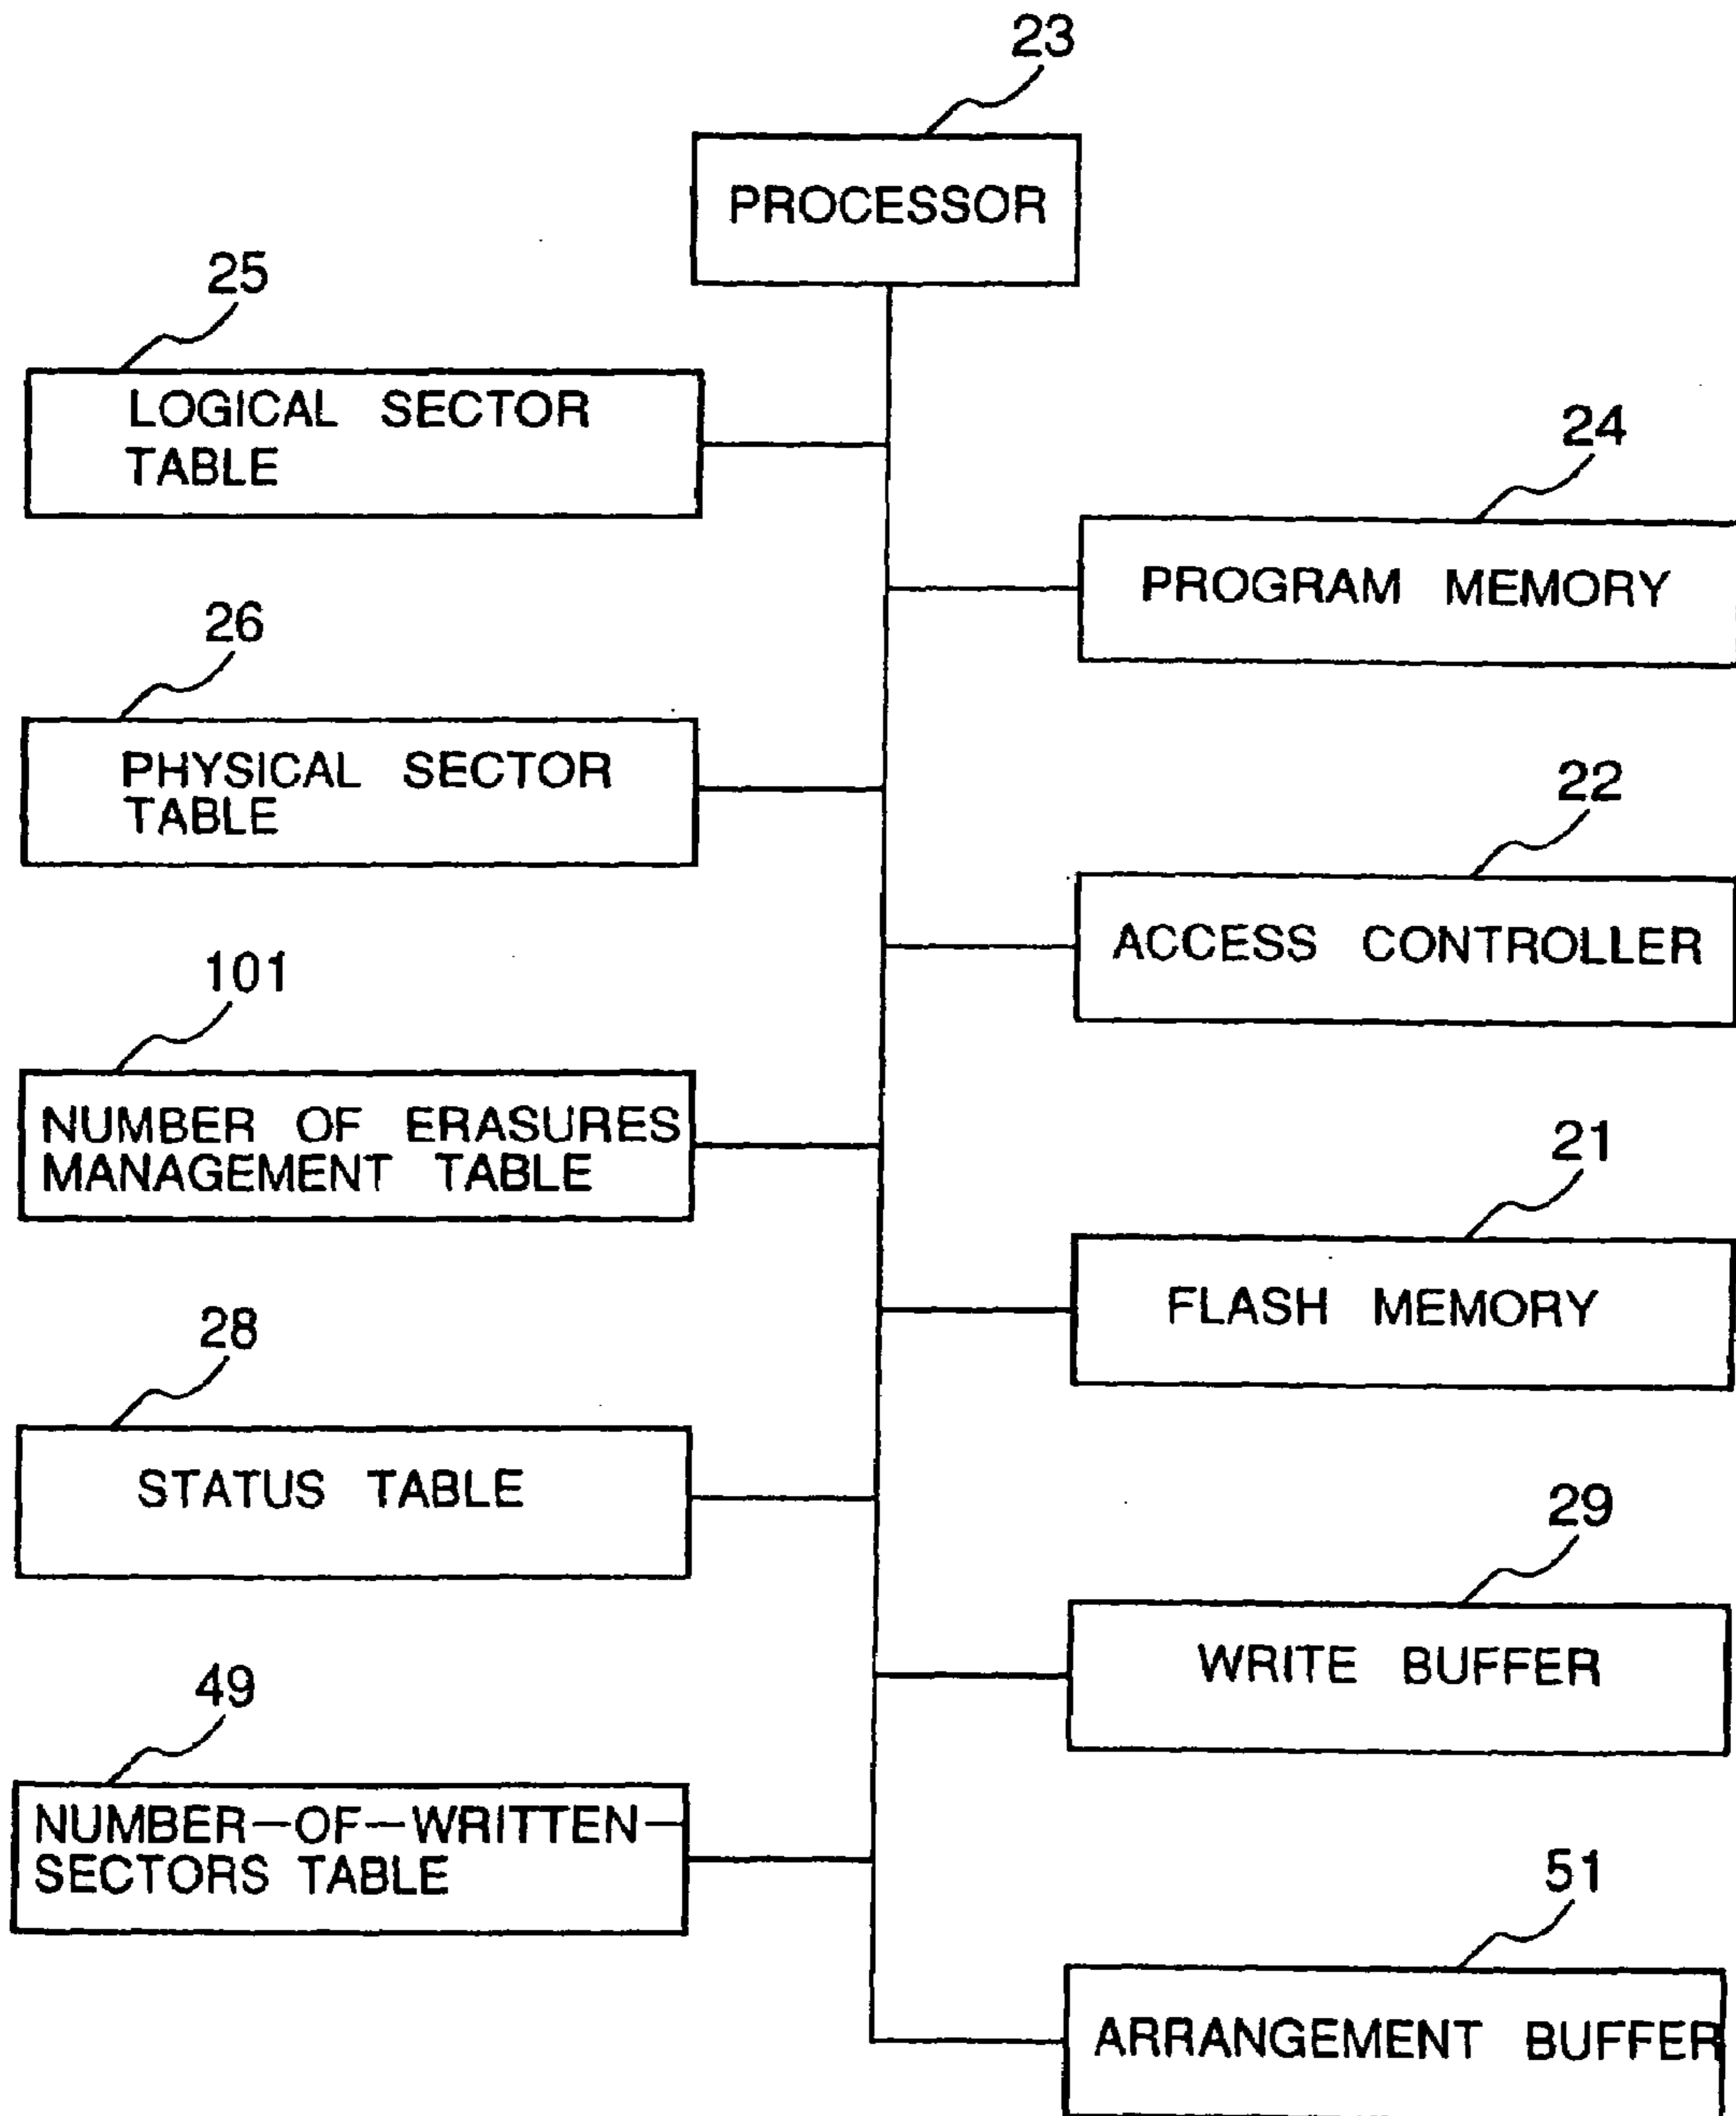 23
PROCESSOR
25
LOGICAL SECTOR
TABLE
24
PROGRAM MEMORY
26
PHYSICAL SECTOR
TABLE
22
ACCESS CONTROLLER
101
NUMBER OF ERASURES
MANAGEMENT TABLE
21
FLASH MEMORY
28
STATUS TABLE
29
WRITE BUFFER
49
NUMBER-OF-WRITTEN-
SECTORS TABLE
51
ARRANGEMENT BUFFER